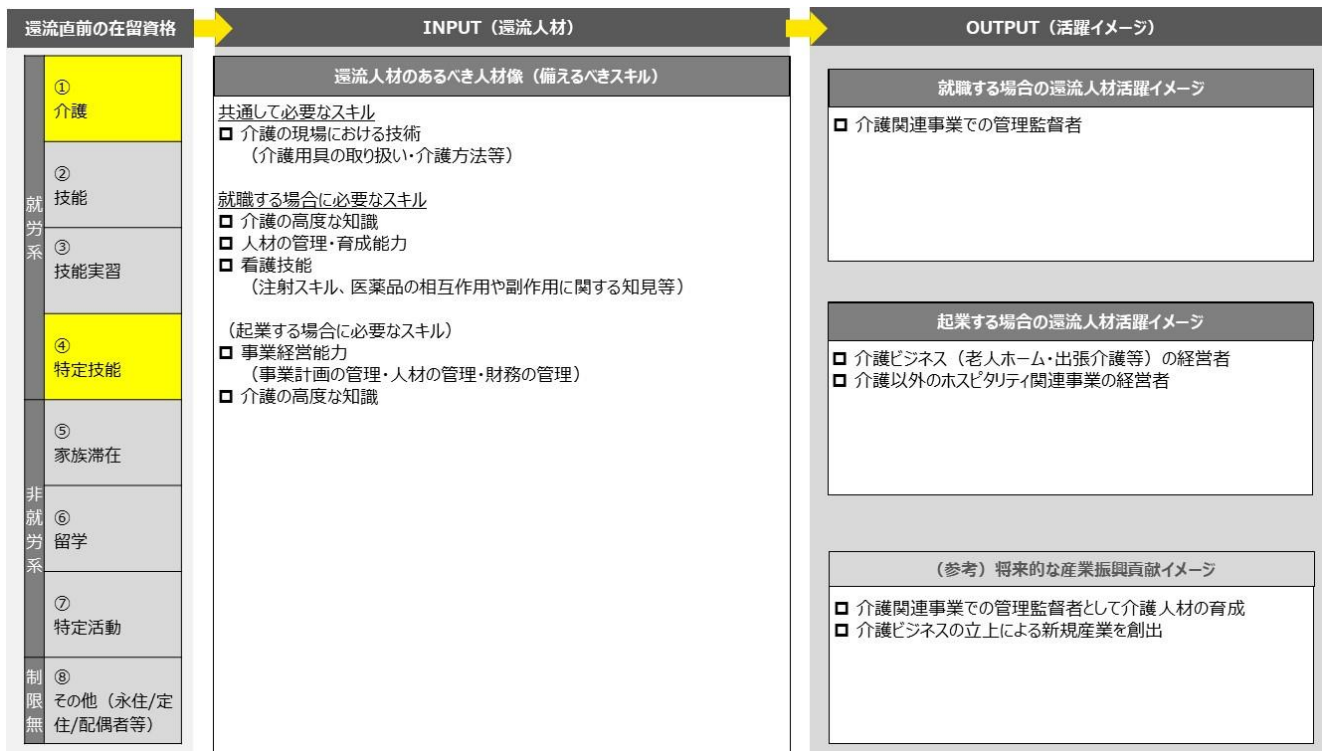 還流直前の在留資格
就労系
①
介護
②
技能
③
技能実習
④
特定技能
非就労系
⑤
家族滞在
⑥
留学
⑦
特定活動
制限無
⑧
その他（永住/定
住/配偶者等）
INPUT（還流人材）
還流人材のあるべき人材像（備えるべきスキル）
共通して必要なスキル
介護の現場における技術
（介護用具の取り扱い・介護方法等）
就職する場合に必要なスキル
介護の高度な知識
人材の管理・育成能力
看護技能
（注射スキル、医薬品の相互作用や副作用に関する知見等）
（起業する場合に必要なスキル）
事業経営能力
（事業計画の管理・人材の管理・財務の管理）
介護の高度な知識
OUTPUT（活躍イメージ）
就職する場合の還流人材活躍イメージ
介護関連事業での管理監督者
起業する場合の還流人材活躍イメージ
介護ビジネス（老人ホーム・出張介護等）の経営者
介護以外のホスピタリティ関連事業の経営者
（参考）将来的な産業振興貢献イメージ
介護関連事業での管理監督者として介護人材の育成
介護ビジネスの立上による新規産業を創出